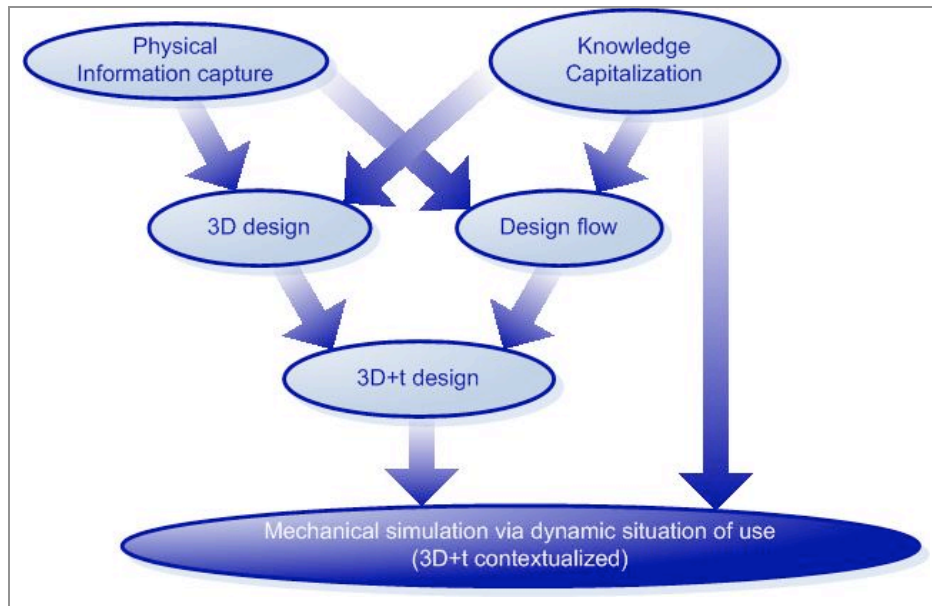 Physical
Information capture
Knowledge
Capitalization
3D design
Design flow
3D+t design
Mechanical simulation via dynamic situation of use
(3D+t contextualized)